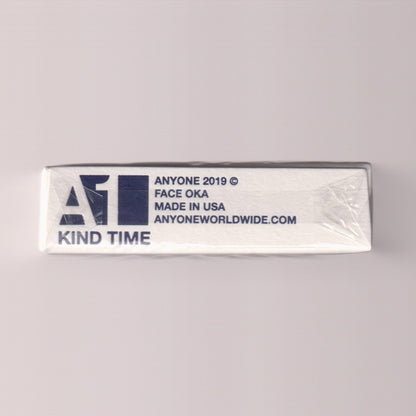 A1
KIND TIME
ANYONE 2019 ©
FACE OKA
MADE IN USA
ANYONEWORLDWIDE.COM